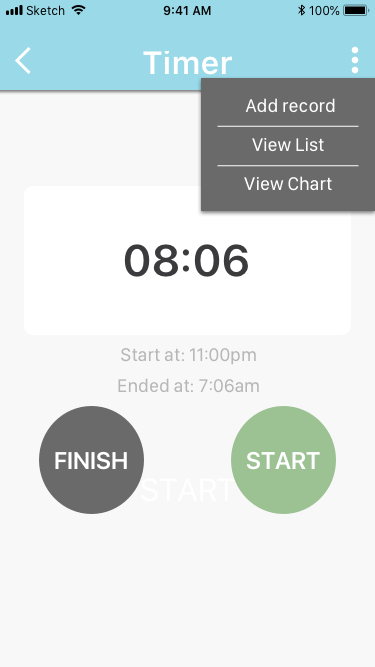 Sketch 9:41 AM 100%
Timer
Add record
View List
View Chart
08:06
Start at: 11:00pm
Ended at: 7:06am
FINISH START
START